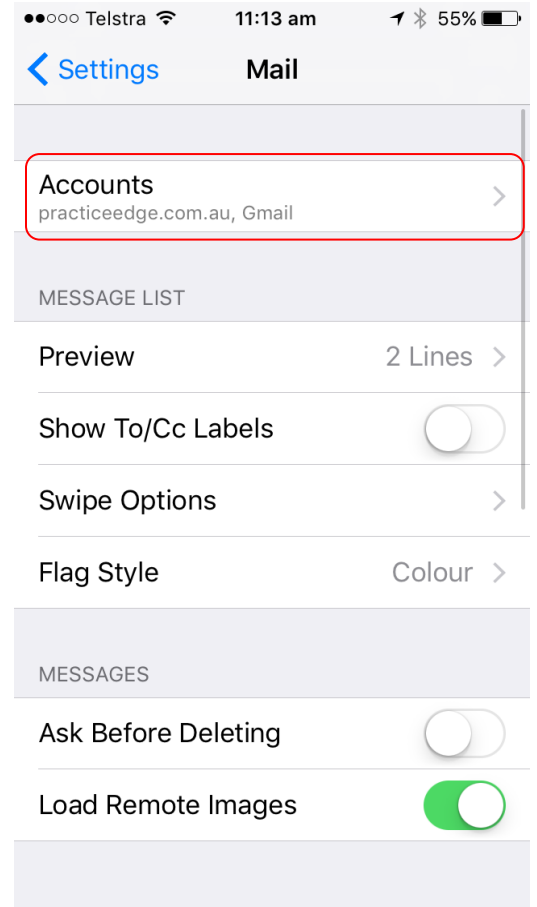 Telstra 11:13 am 55%
Settings Mail
Accounts
practiceedge.com.au, Gmail
MESSAGE LIST
Preview 2 Lines
Show To/Cc Labels
Swipe Options
Flag Style Colour
MESSAGES
Ask Before Deleting
Load Remote Images